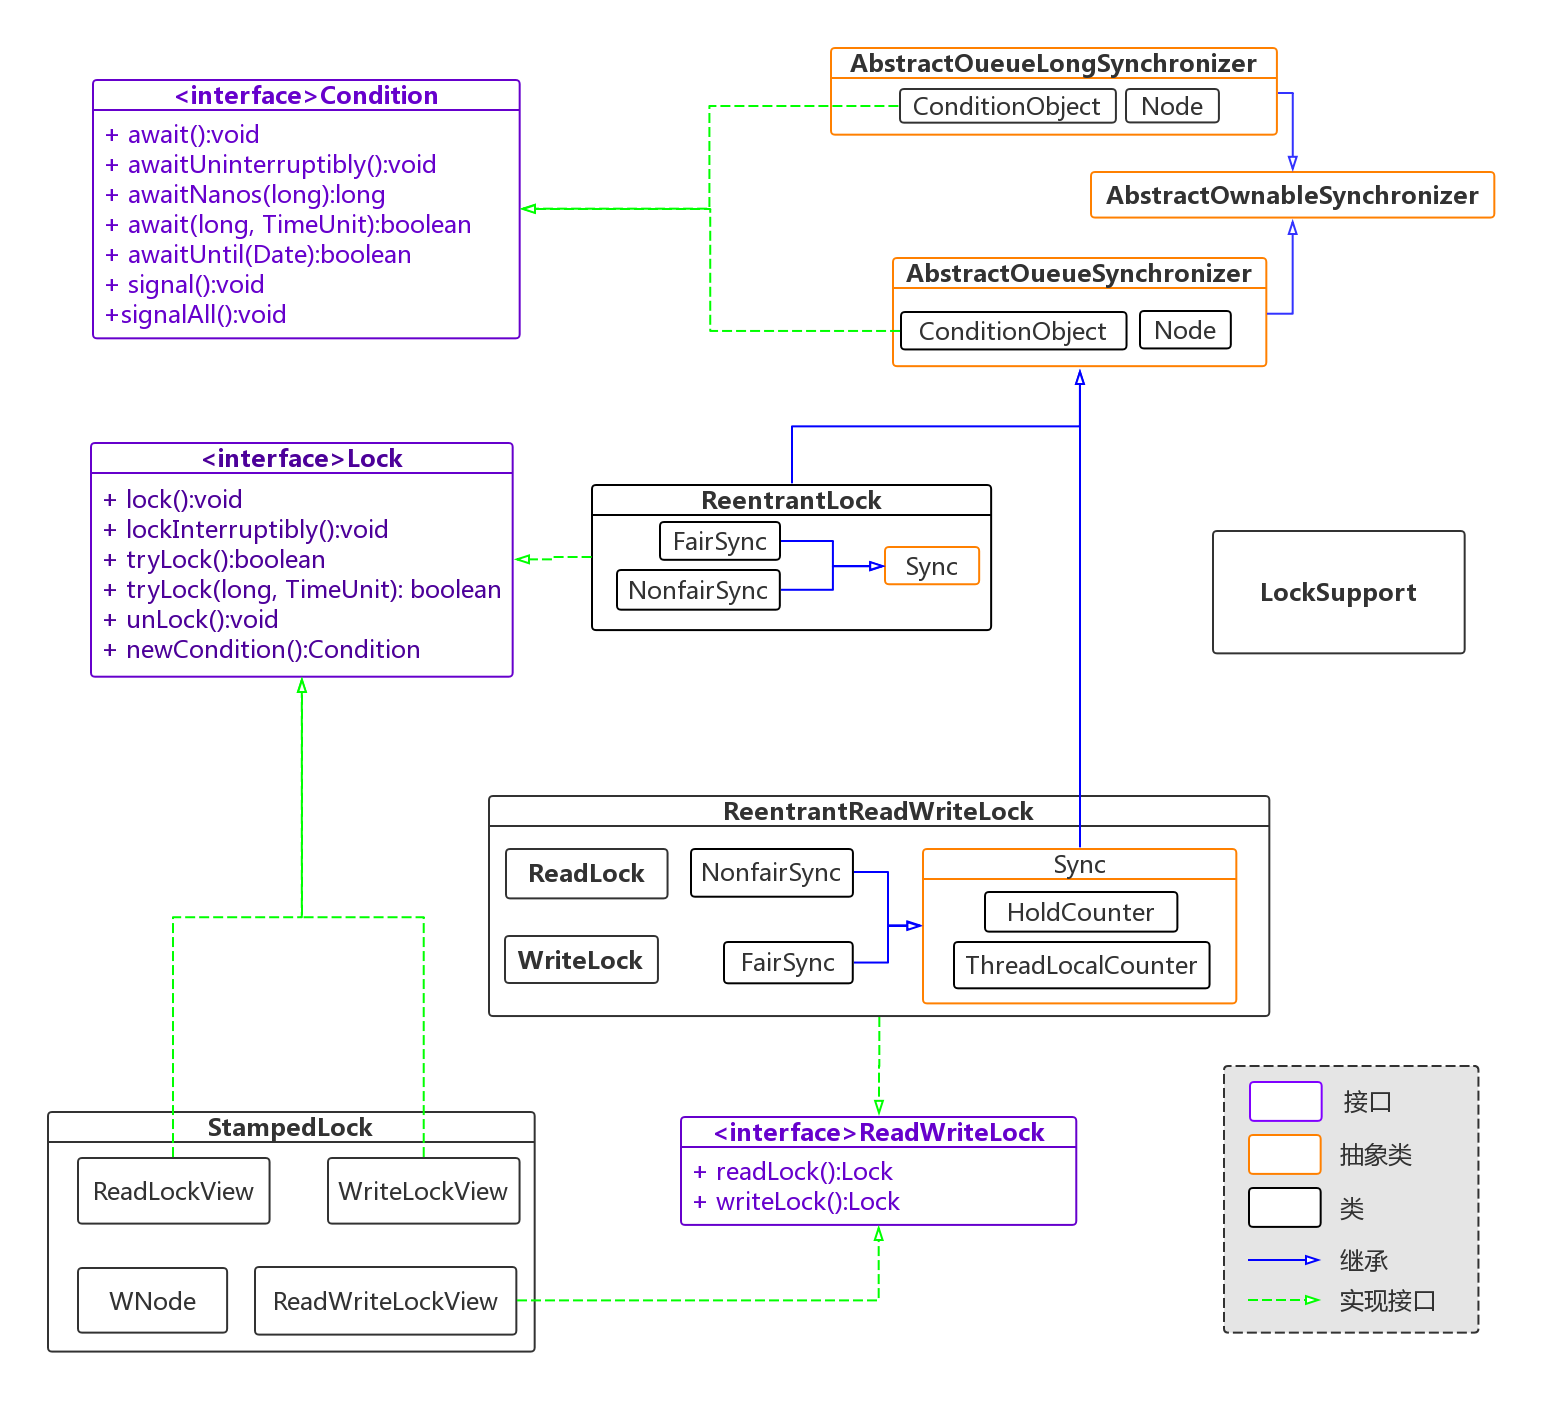 AbstractOueueLongSynchronizer
ConditionObject
Node
<interface>Condition
+ await():void
+ awaitUninterruptibly():void
+ awaitNanos(long):long
+ await(long, TimeUnit):boolean
+ awaitUntil(Date):boolean
+ signal():void
+signalAll():void
AbstractOwnableSynchronizer
AbstractOueueSynchronizer
ConditionObject
Node
<interface>Lock
+ lock():void
+ lockInterruptibly():void
+ tryLock():boolean
+ tryLock(long, TimeUnit): boolean
+ unLock():void
+ newCondition():Condition
ReentrantLock
FairSync
Sync
NonfairSync
LockSupport
ReentrantReadWriteLock
ReadLock
NonfairSync
Sync
HoldCounter
WriteLock
FairSync
ThreadLocalCounter
StampedLock
ReadLockView
WriteLockView
WNode
ReadWriteLockView
<interface>ReadWriteLock
+ readLock():Lock
+ writeLock():Lock
接口
抽象类
类
继承
实现接口